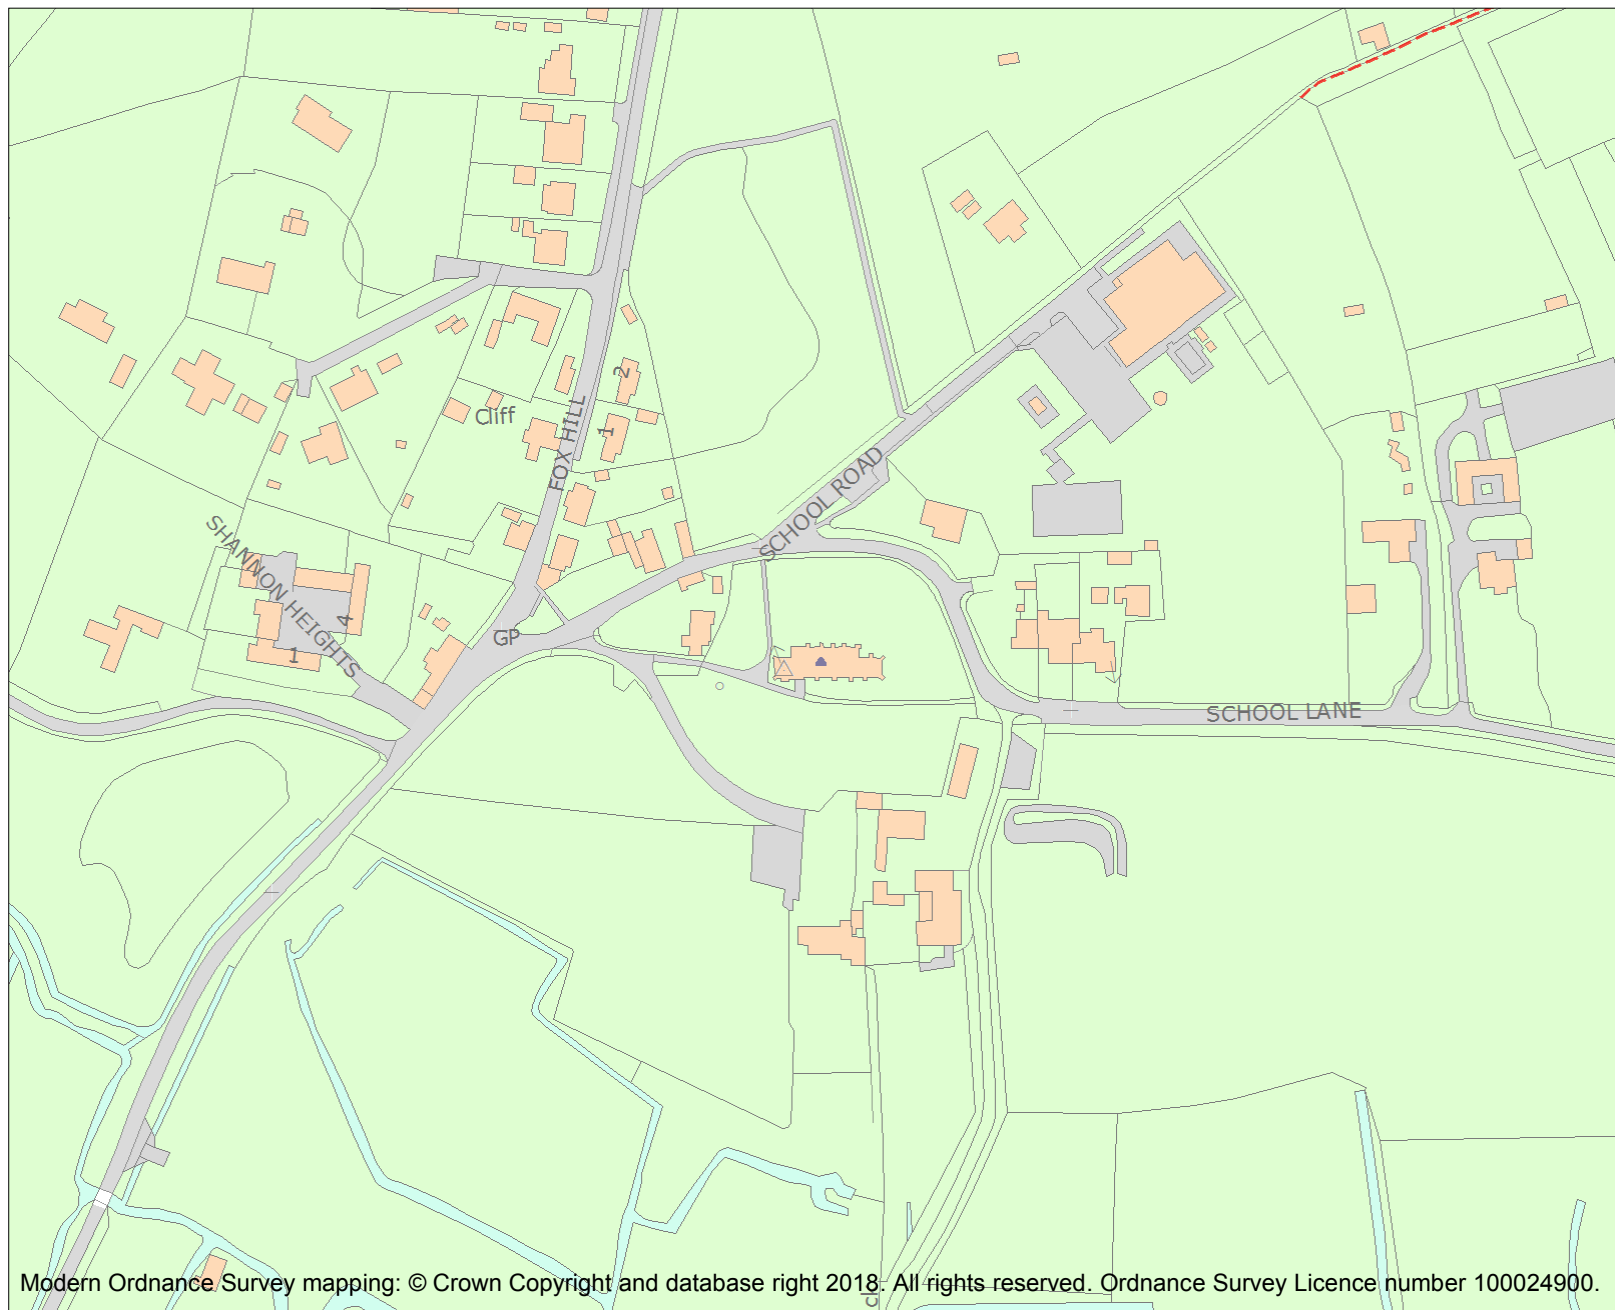 2
Cliff
1
FOX HILL
SCHOOL ROAD
SHANNON HEIGHTS
4
GP
1
SCHOOL LANE
Modern Ordnance Survey mapping: © Crown Copyright and database right 2018. All rights reserved. Ordnance Survey Licence number 100024900.